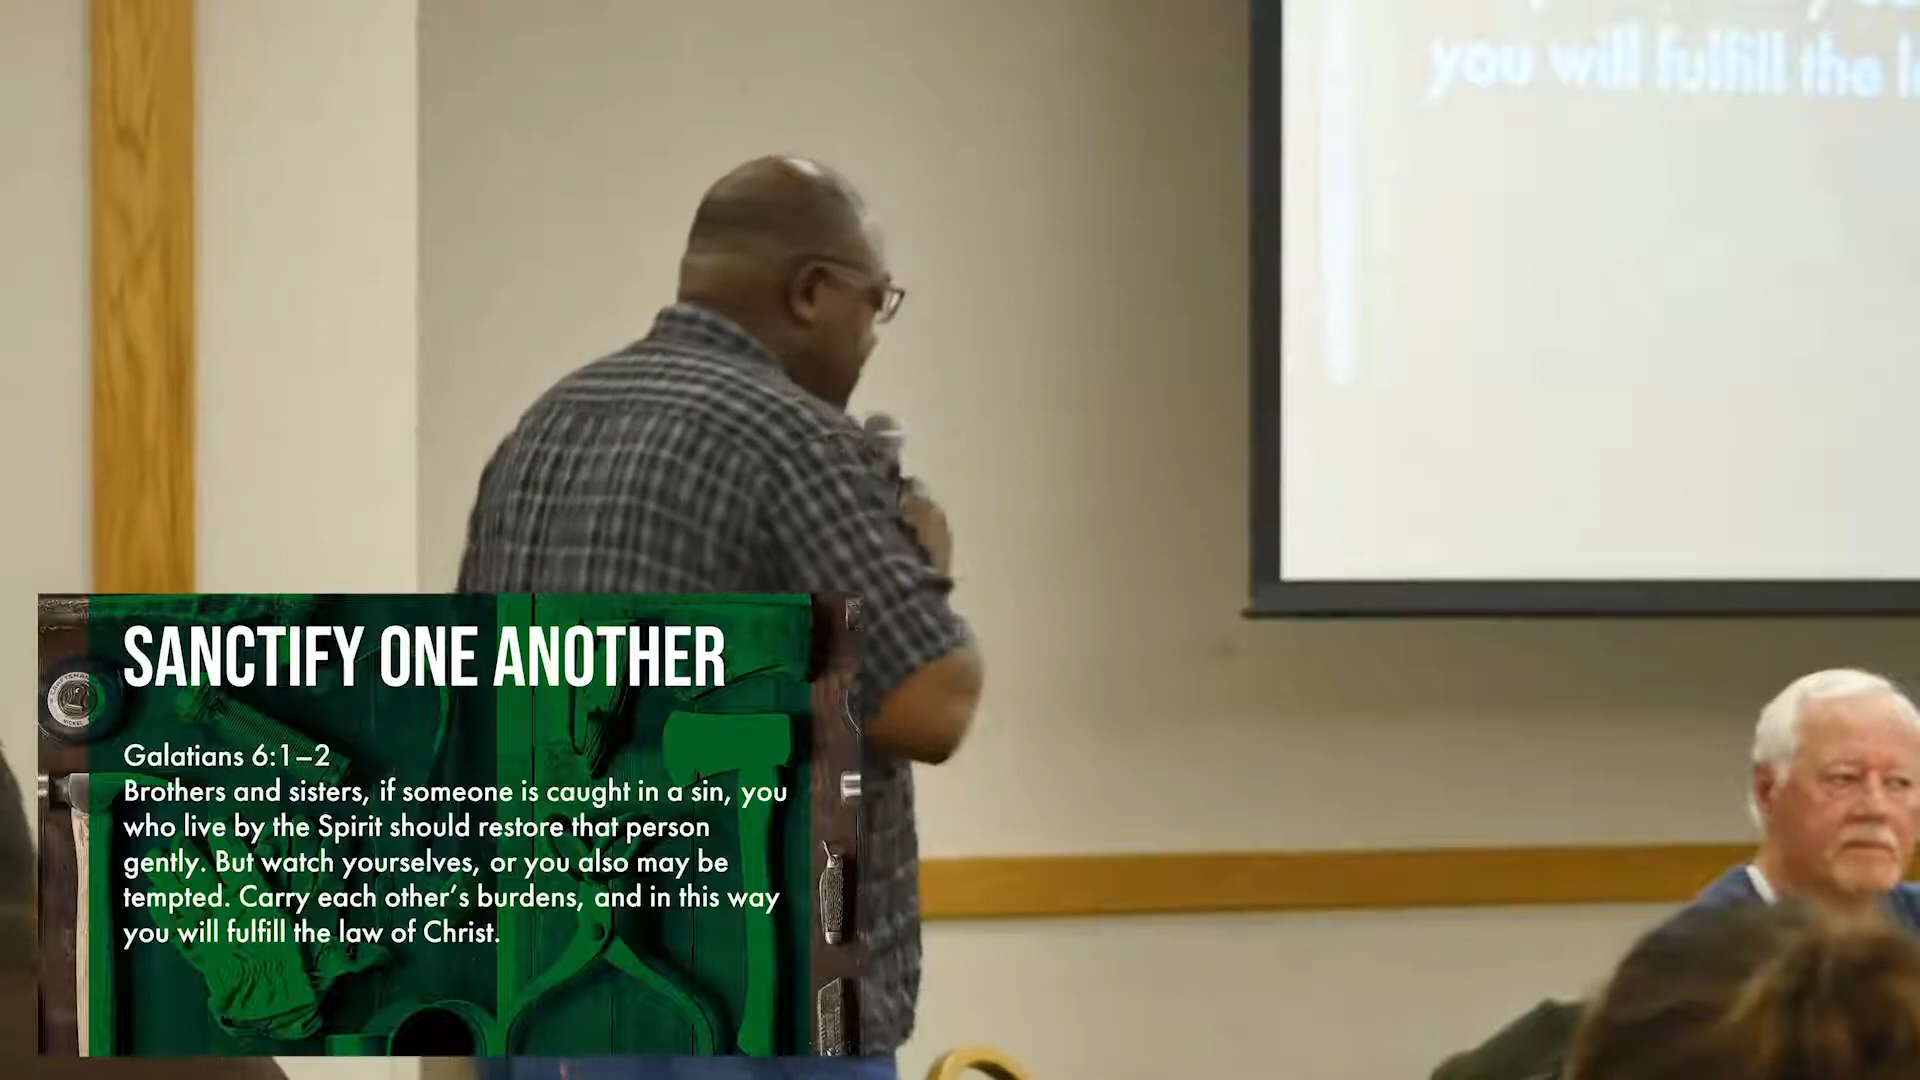 you will fulfill the
SANCTIFY ONE ANOTHER
Galatians 6:1–2
Brothers and sisters, if someone is caught in a sin, you
who live by the Spirit should restore that person
gently. But watch yourselves, or you also may be
tempted. Carry each other’s burdens, and in this way
you will fulfill the law of Christ.